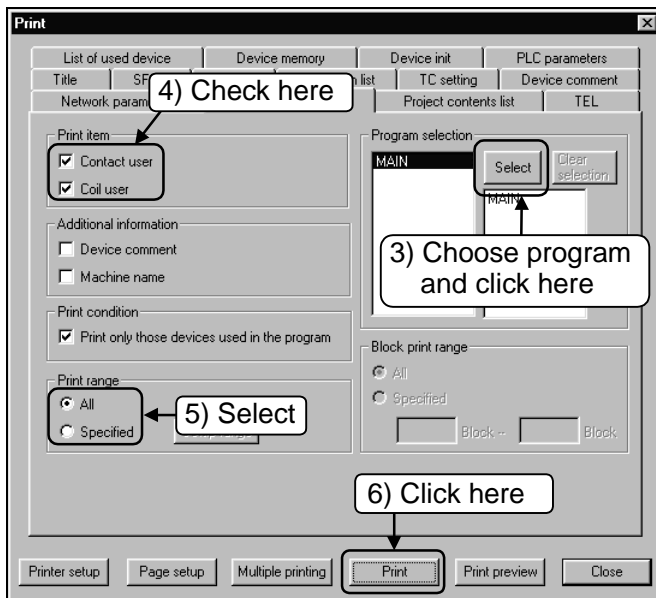 Print
List of used device Device memory Device init PLC parameters
Title list TC setting Device comment
Network Project contents list TEL
4) Check here
Print item
Contact user
Coil user
Additional information
Device comment
Machine name
Print condition
Print only those devices used in the program
Print range
All
Specified
5) Select
Program selection
MAIN
Select
Clear selection
MAIN
3) Choose program
and click here
Block print range
All
Specified
Block -- Block
6) Click here
Printer setup Page setup Multiple printing Print Print preview Close